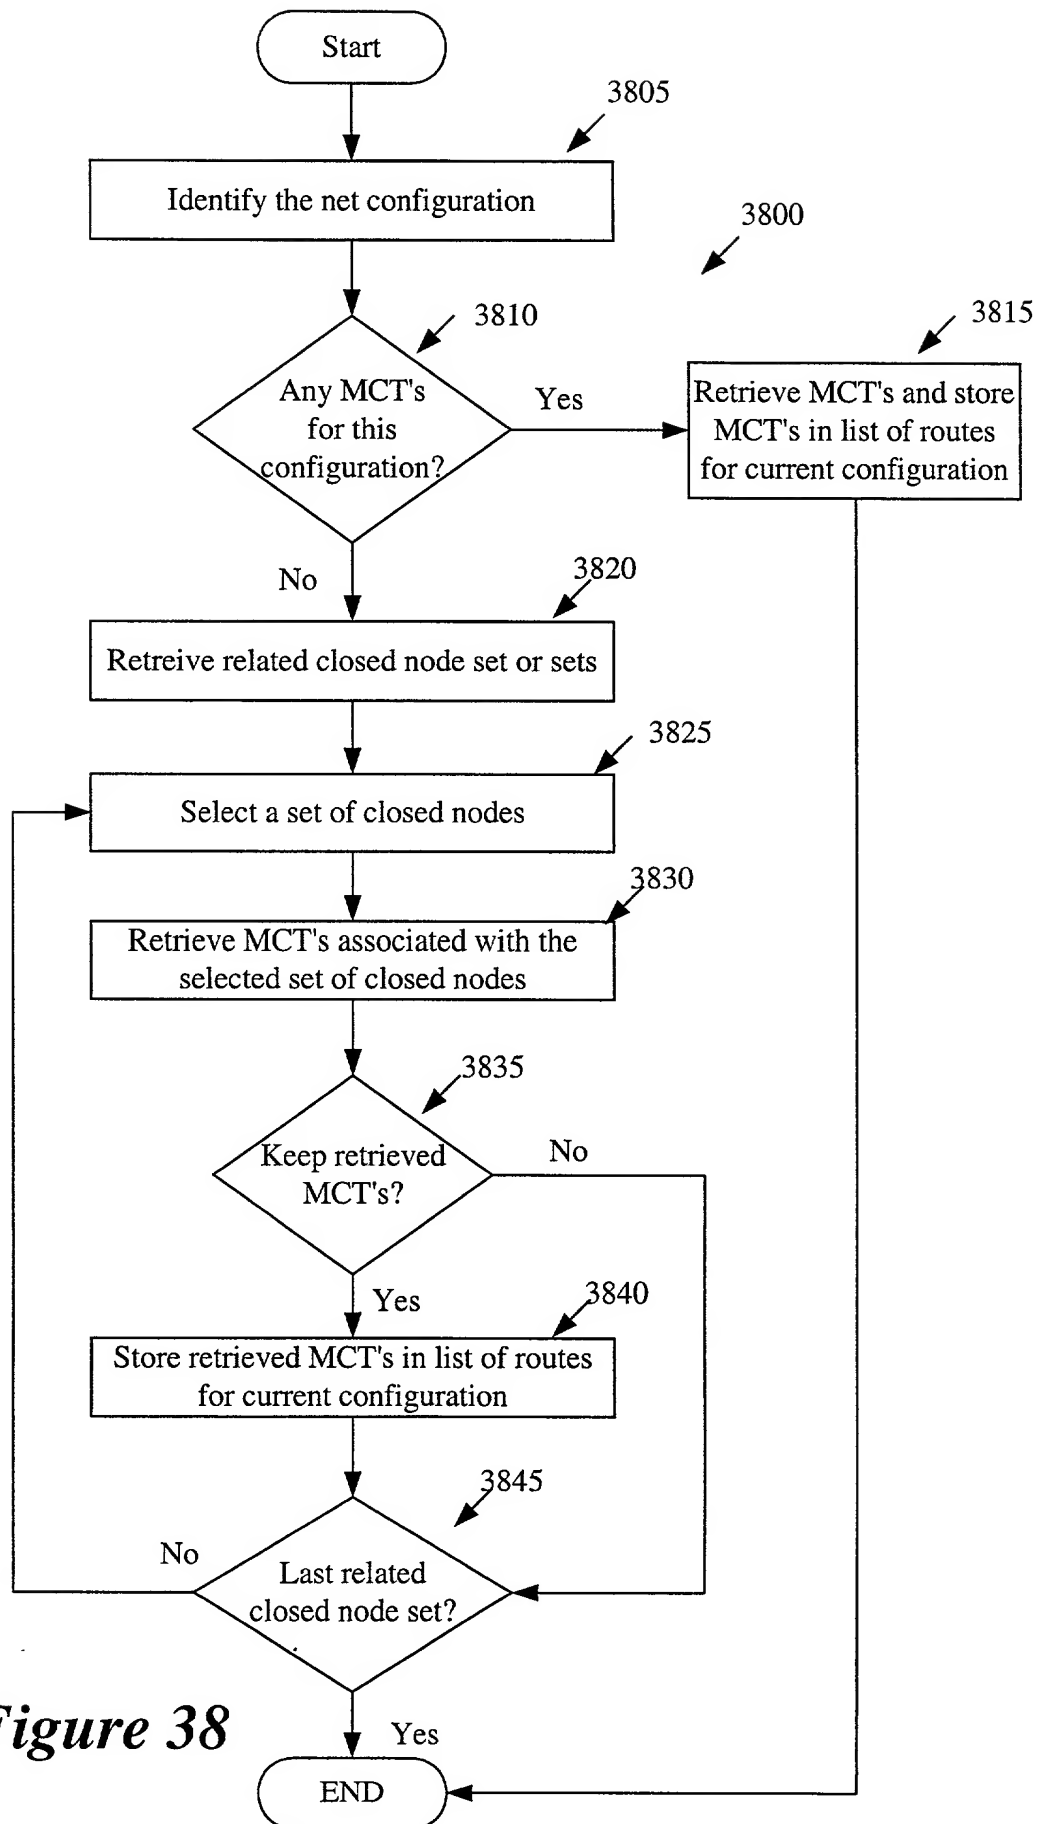 Start
3805
Identify the net configuration
3800
3810
3815
Any MCT's
for this
configuration?
Yes
Retrieve MCT's and store
MCT's in list of routes
for current configuration
No
3820
Retreive related closed node set or sets
3825
Select a set of closed nodes
3830
Retrieve MCT's associated with the
selected set of closed nodes
3835
Keep retrieved
MCT's?
No
Yes
3840
Store retrieved MCT's in list of routes
for current configuration
3845
No
Last related
closed node set?
Figure 38
Yes
END